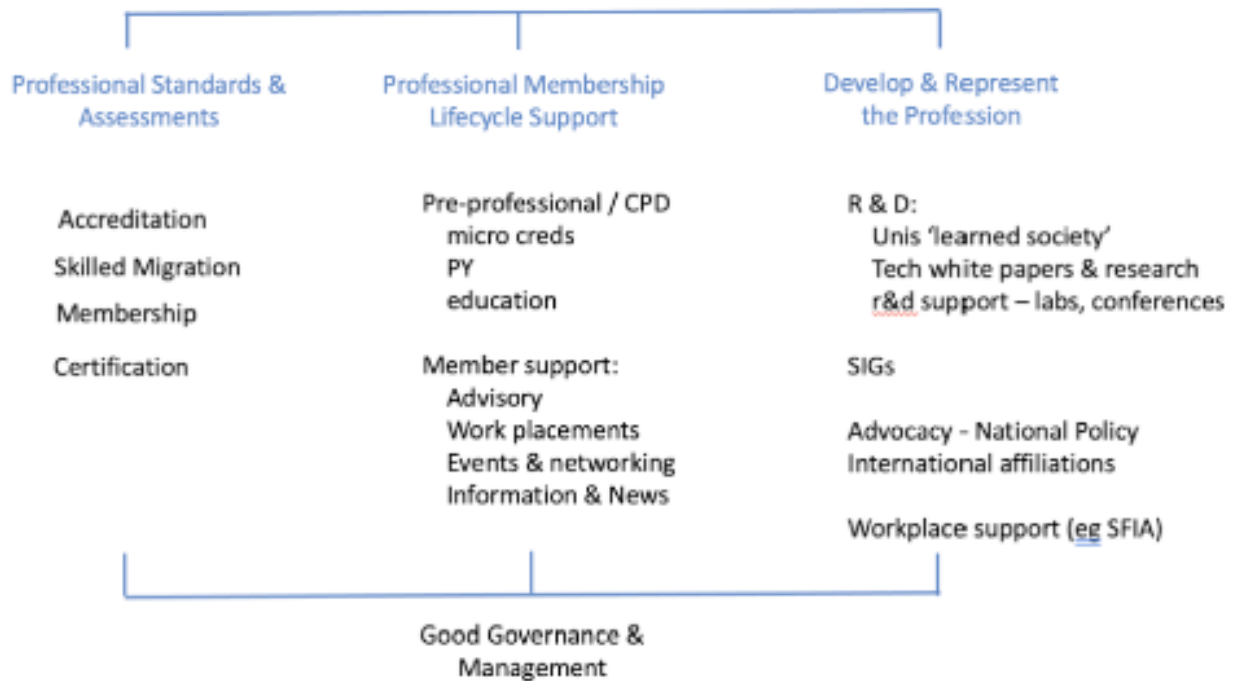 Professional Standards &
Assessments
Professional Membership
Lifecycle Support
Develop & Represent
the Profession
Accreditation
Skilled Migration
Membership
Certification
Pre-professional / CPD
micro creds
PY
education
Member support:
Advisory
Work placements
Events & networking
Information & News
R & D:
Unis ‘learned society’
Tech white papers & research
r&d support – labs, conferences
SIGs
Advocacy - National Policy
International affiliations
Workplace support (eg SFIA)
Good Governance &
Management